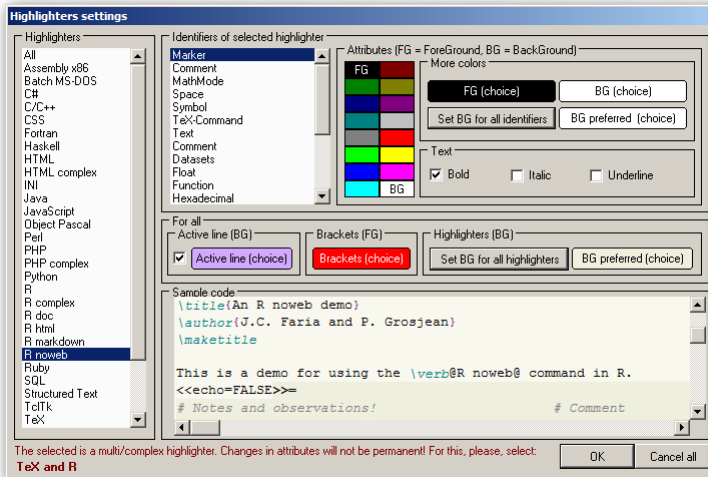 Highlighters settings
Highlighters
All
Assembly x86
Batch MS-DOS
C#
C/C++
CSS
Fortran
Haskell
HTML
HTML complex
INI
Java
JavaScript
Object Pascal
Perl
PHP
PHP complex
Python
R
R complex
R doc
R html
R markdown
R noweb
Ruby
SQL
Structured Text
TclTk
TeX
Identifiers of selected highlighter
Marker
Comment
MathMode
Space
Symbol
TeX-Command
Text
Comment
Datasets
Float
Function
Hexadecimal
Attributes (FG = ForeGround, BG = BackGround)
FG
BG
More colors
FG (choice) BG (choice)
Set BG for all identifiers BG preferred (choice)
Text
Bold Italic Underline
For all
Active line (BG)
Active line (choice)
Brackets (FG)
Brackets (choice)
Highlighters (BG)
Set BG for all highlighters BG preferred (choice)
Sample code
\title{An R noweb demo}
\author{J.C. Faria and P. Grosjean}
\maketitle
This is a demo for using the \verb@R noweb@ command in R.
<<echo=FALSE>>=
# Notes and observations! # Comment
The selected is a multi/complex highlighter. Changes in attributes will not be permanent! For this, please, select:
TeX and R
OK Cancel all